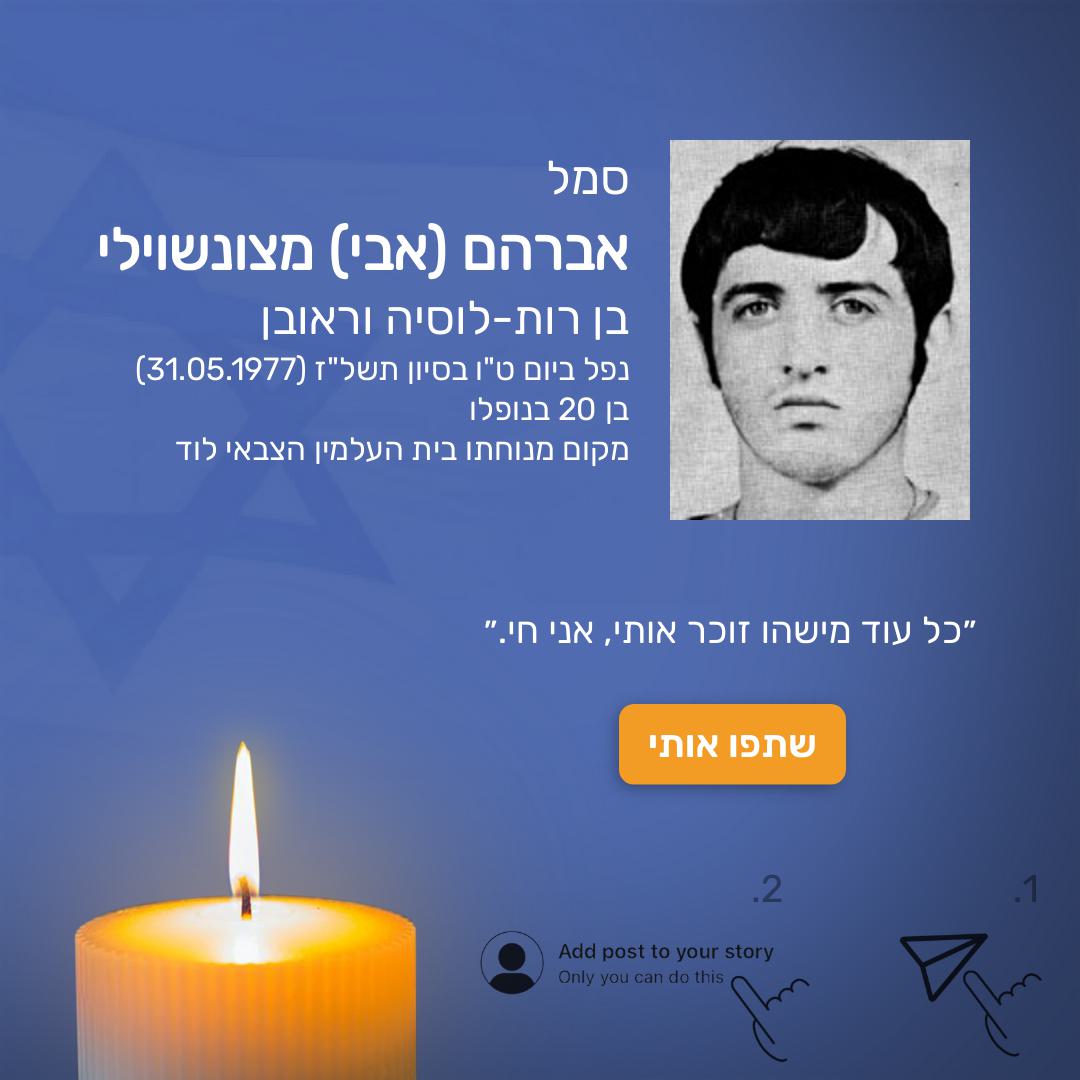 סמל
אברהם (אבי) מצונשוילי
בן רות-לוסיה וראובן
נפל ביום ט"ו בסיון תשל"ז (31.05.1977)
בן 20 בנופלו
מקום מנוחתו בית העלמין הצבאי לוד
״כל עוד מישהו זוכר אותי, אני חי.״
שתפו אותי
1.
2.
Add post to your story
Only you can do this